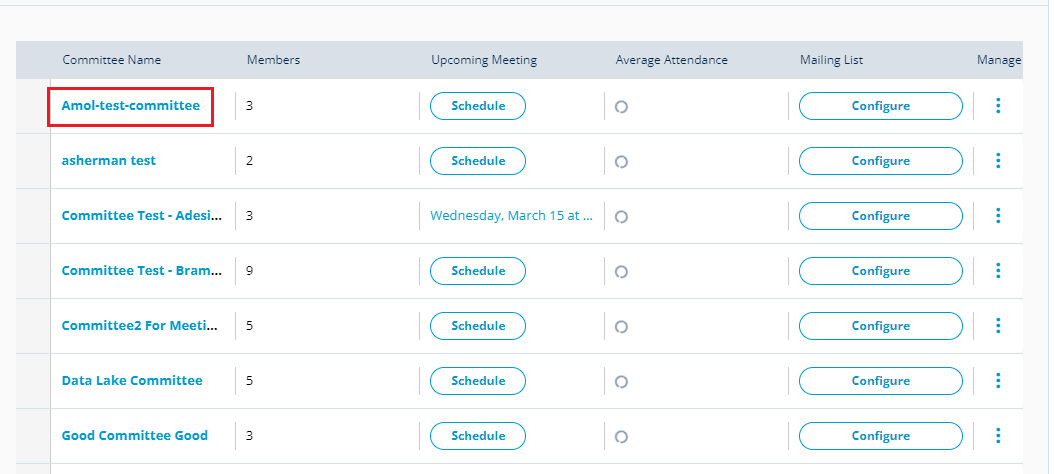 Committee Name Members Upcoming Meeting Average Attendance Mailing List Manage
Amol-test-committee 3 Schedule Configure
asherman test 2 Schedule Configure
Committee Test - Adesi... 3 Wednesday, March 15 at ... Configure
Committee Test - Bram... 9 Schedule Configure
Committee2 For Meeti... 5 Schedule Configure
Data Lake Committee 5 Schedule Configure
Good Committee Good 3 Schedule Configure